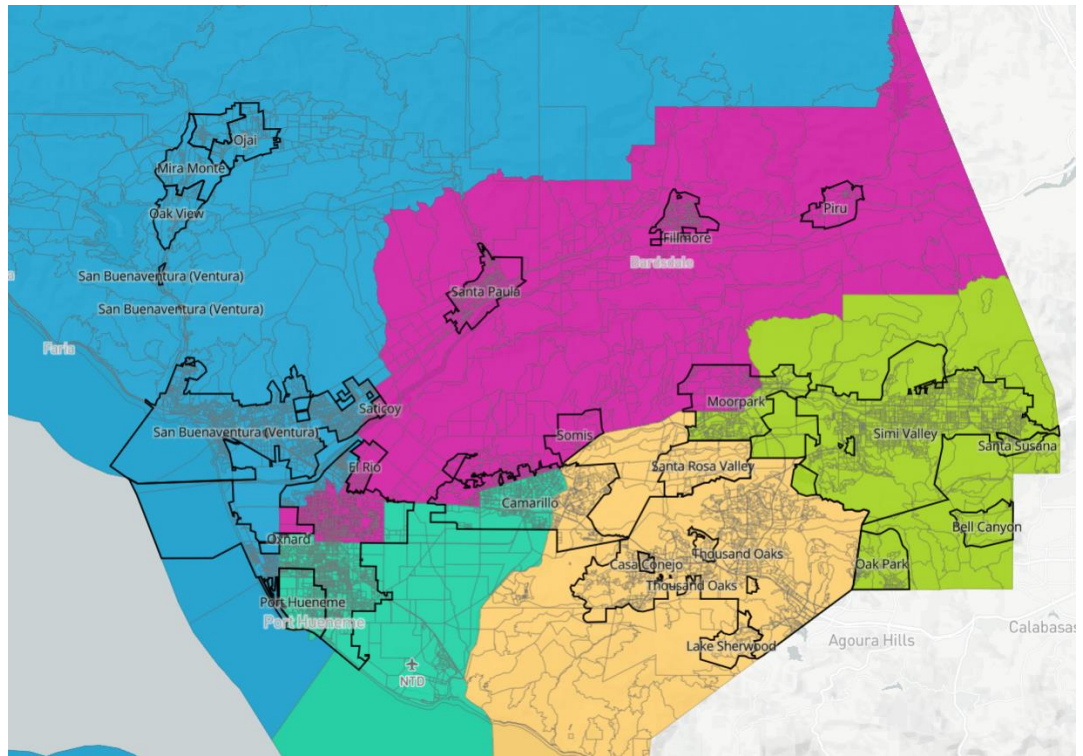 Ojai
Mira Monte
Oak View
Piru
Fillmore
Bardsdale
San Buenaventura (Ventura)
Santa Paula
San Buenaventura (Ventura)
Faria
Saticoy
Moorpark
San Buenaventura (Ventura)
Somis
Simi Valley
Santa Susana
El Rio
Santa Rosa Valley
Camarillo
Bell Canyon
Oxnard
Thousand Oaks
Casa Conejo
Oak Park
Thousand Oaks
Port Hueneme
Port Hueneme
Calabasas
Agoura Hills
Lake Sherwood
NTD